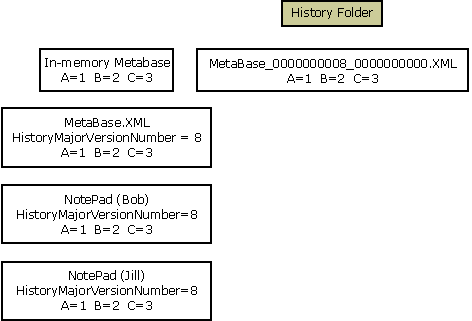 History Folder
In-memory Metabase
A=1 B=2 C=3
MetaBase_0000000008_0000000000.XML
A=1 B=2 C=3
MetaBase.XML
HistoryMajorVersionNumber = 8
A=1 B=2 C=3
NotePad (Bob)
HistoryMajorVersionNumber=8
A=1 B=2 C=3
NotePad (Jill)
HistoryMajorVersionNumber=8
A=1 B=2 C=3